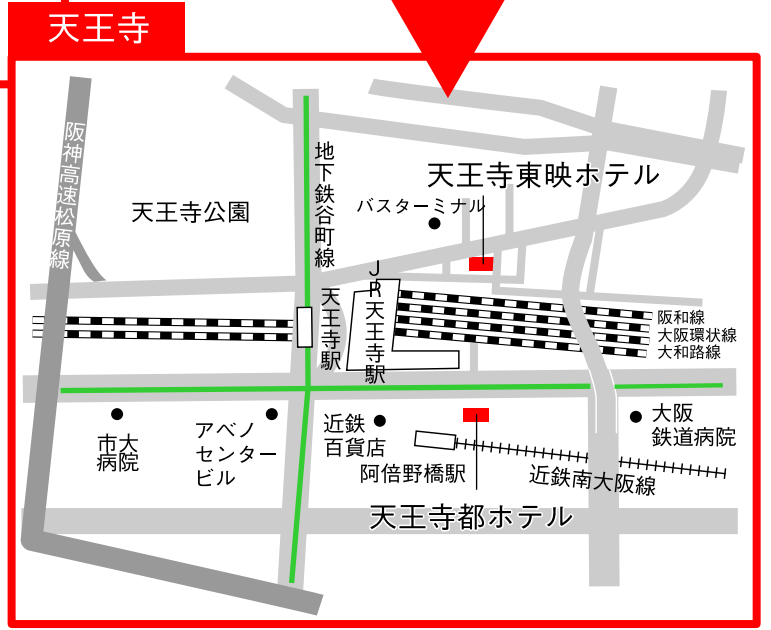 天王寺
阪神高速松原線
地下鉄谷町線
天王寺東映ホテル
バスターミナル
天王寺公園
JR天王寺駅
天王寺駅
阪和線
大阪環状線
大和路線
市大
病院
アベノ
センター
ビル
近鉄
百貨店
大阪
鉄道病院
阿倍野橋駅
近鉄南大阪線
天王寺都ホテル